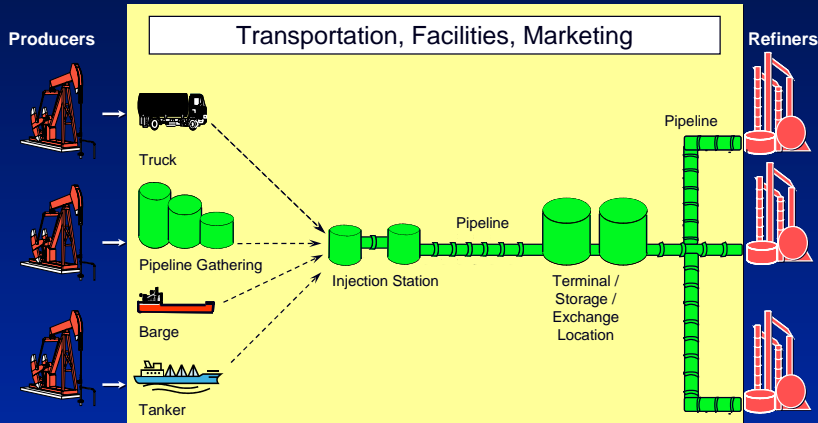 Producers
Transportation, Facilities, Marketing
Refiners
Pipeline
Truck
Pipeline
Pipeline Gathering
Injection Station
Terminal /
Storage /
Exchange
Location
Barge
Tanker